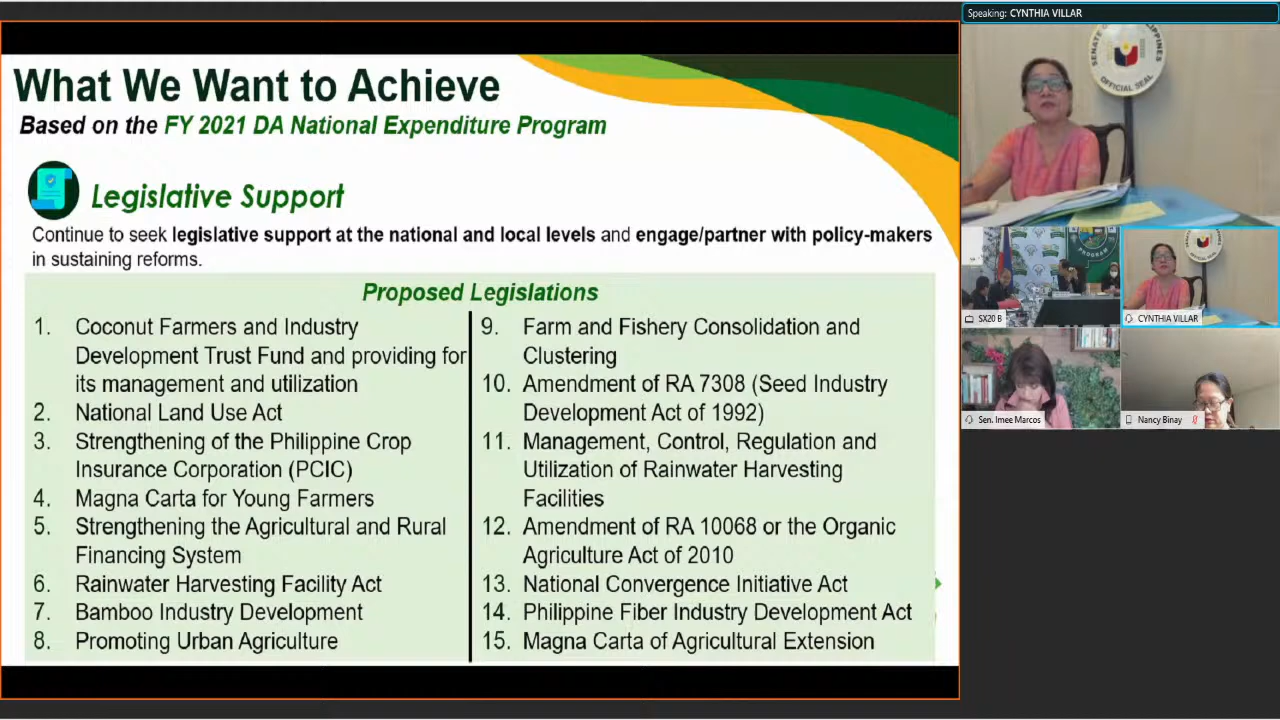 Speaking: CYNTHIA VILLAR
What We Want to Achieve
Based on the FY 2021 DA National Expenditure Program
Legislative Support
Continue to seek legislative support at the national and local levels and engage/partner with policy-makers
in sustaining reforms.
Proposed Legislations
1. Coconut Farmers and Industry
Development Trust Fund and providing for
its management and utilization
2. National Land Use Act
3. Strengthening of the Philippine Crop
Insurance Corporation (PCIC)
4. Magna Carta for Young Farmers
5. Strengthening the Agricultural and Rural
Financing System
6. Rainwater Harvesting Facility Act
7. Bamboo Industry Development
8. Promoting Urban Agriculture
9. Farm and Fishery Consolidation and
Clustering
10. Amendment of RA 7308 (Seed Industry
Development Act of 1992)
11. Management, Control, Regulation and
Utilization of Rainwater Harvesting
Facilities
12. Amendment of RA 10068 or the Organic
Agriculture Act of 2010
13. National Convergence Initiative Act
14. Philippine Fiber Industry Development Act
15. Magna Carta of Agricultural Extension
OFFICIAL SEAL
PROGRAM
SX20 B
CYNTHIA VILLAR
Sen. Imee Marcos
Nancy Binay